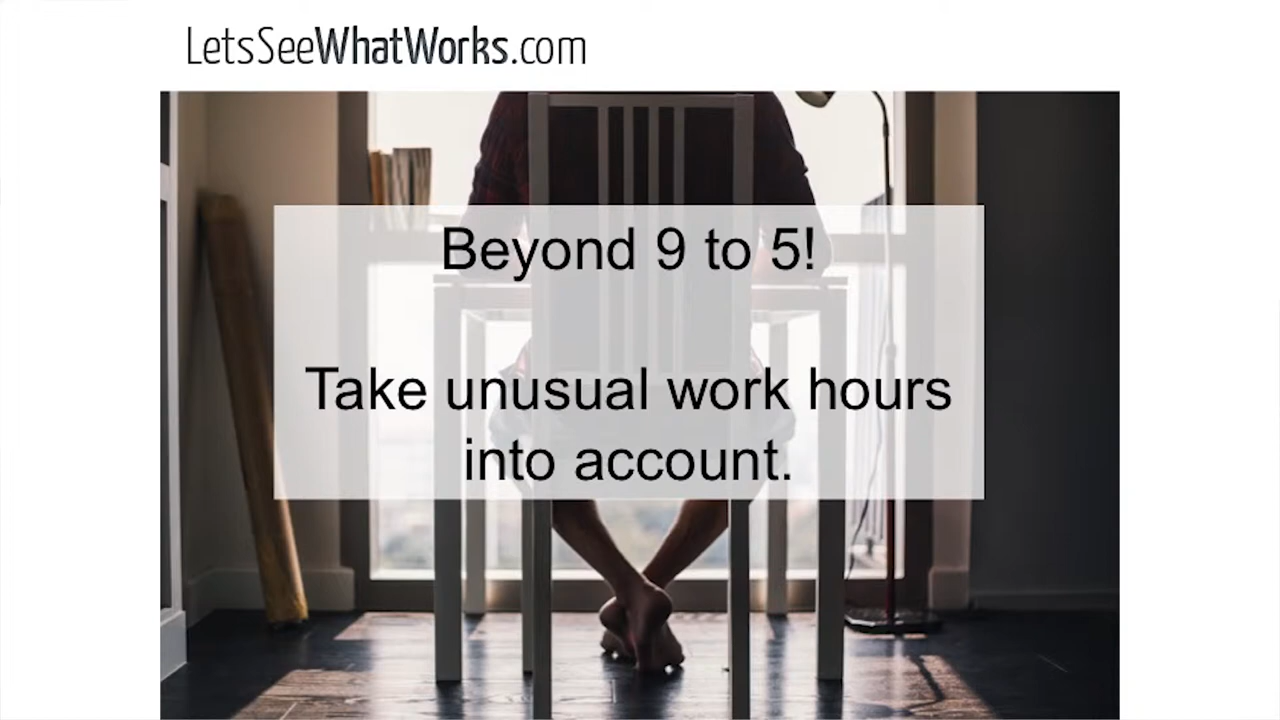 LetsSeeWhatWorks.com
Beyond 9 to 5!
Take unusual work hours
into account.